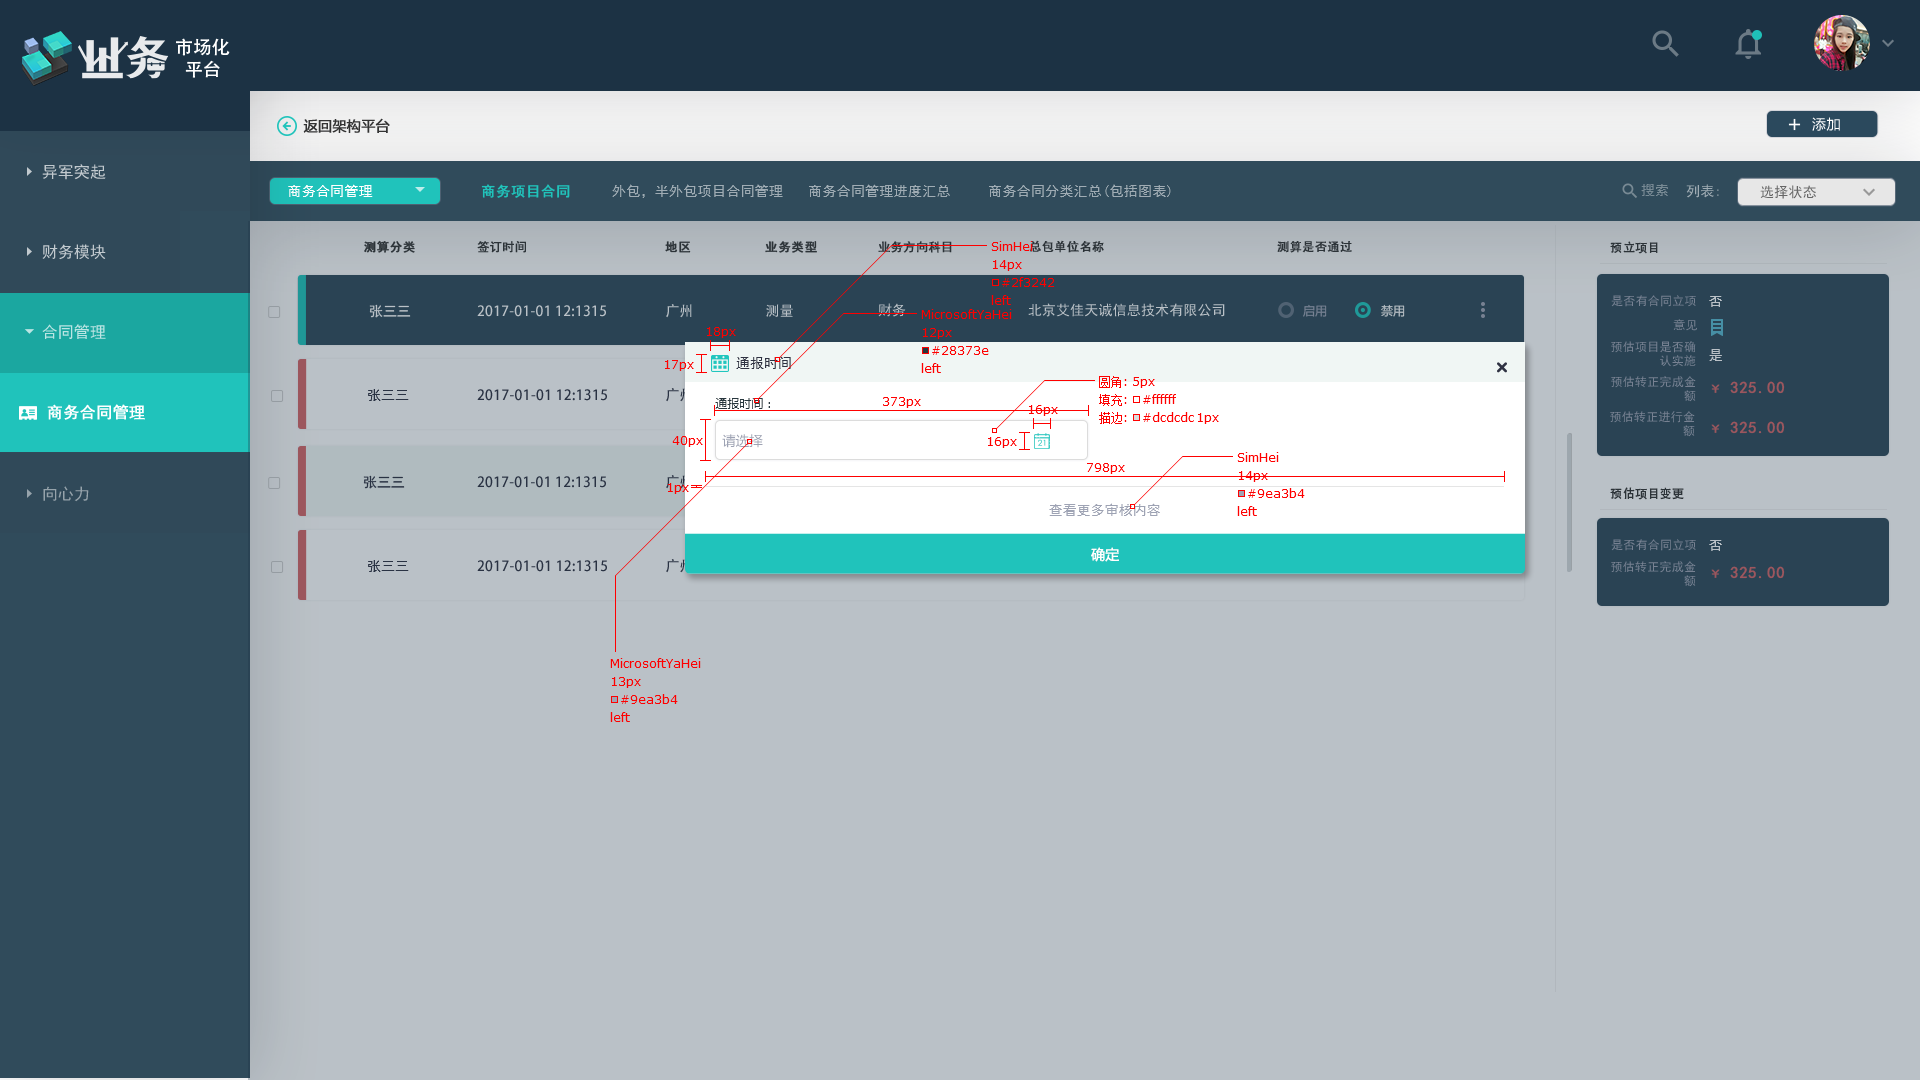 业务 市场化
平台
返回架构平台
添加
异军突起
财务模块
合同管理
商务合同管理
向心力
商务合同管理
商务项目合同
外包，半外包项目合同管理
商务合同管理进度汇总
商务合同分类汇总(包括图表)
搜索
列表：
选择状态
测算分类
签订时间
地区
业务类型
业务方向科目
总包单位名称
测算是否通过
SimHei
14px
#2f3242
left
张三三
2017-01-01 12:1315
广州
测量
财务
北京艾佳天诚信息技术有限公司
启用
禁用
MicrosoftYaHei
12px
#28373e
left
18px
17px
通报时间
张三三
2017-01-01 12:1315
广州
通报时间：
373px
圆角: 5px
填充: #ffffff
描边: #dcdcdc 1px
16px
40px
请选择
16px
21
798px
1px
SimHei
14px
#9ea3b4
left
张三三
2017-01-01 12:1315
广州
查看更多审核内容
确定
张三三
2017-01-01 12:1315
广州
MicrosoftYaHei
13px
#9ea3b4
left
预立项目
是否有合同立项
否
意见
预估项目是否确
认实施
是
预估转正完成金
额
¥ 325.00
预估转正进行金
额
¥ 325.00
预估项目变更
是否有合同立项
否
预估转正完成金
额
¥ 325.00